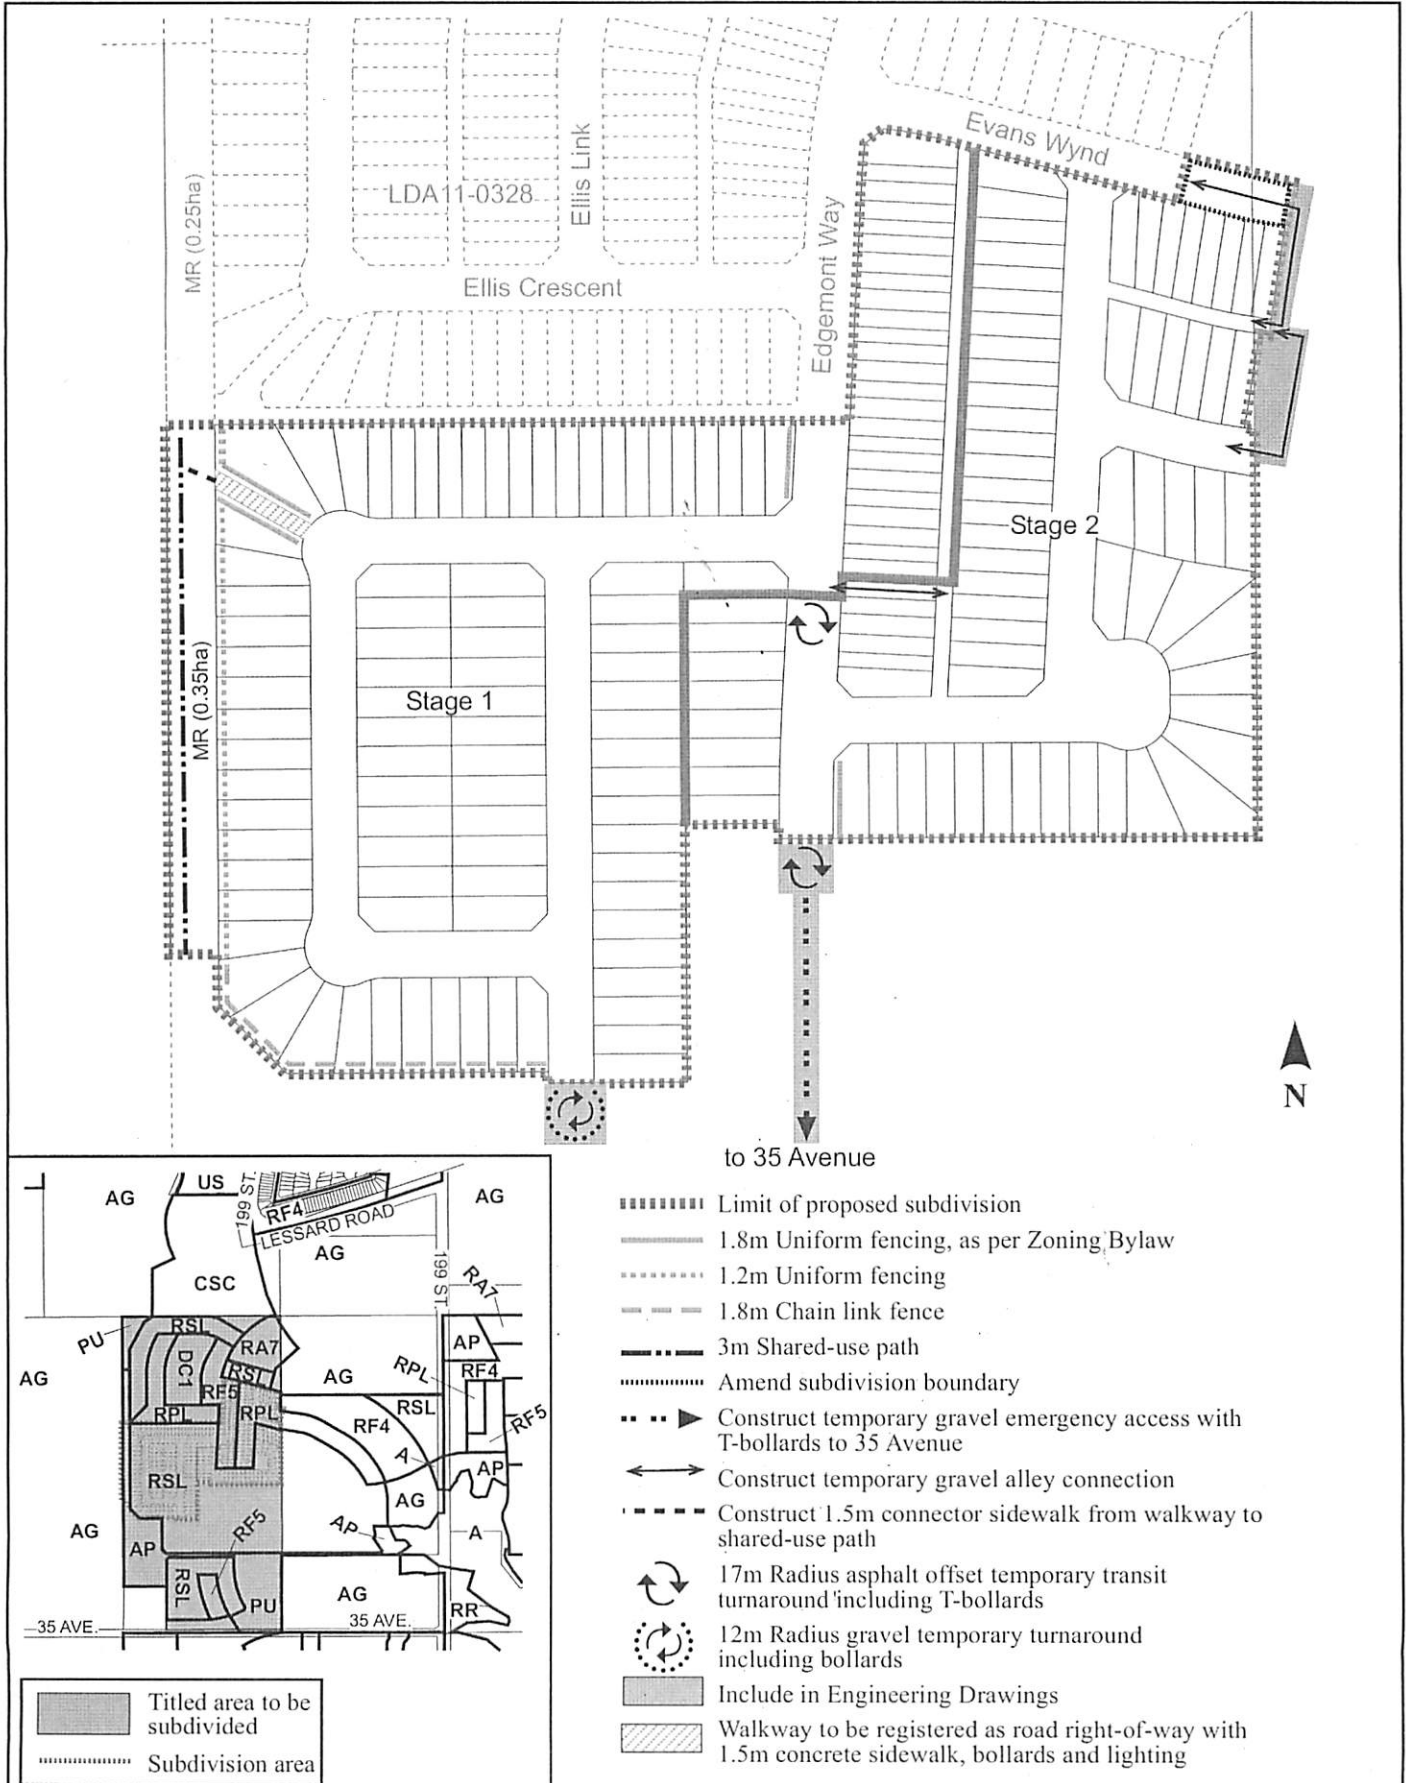 Evans Wynd
MR (0.25ha)
LDA11-0328
Ellis Link
Edgemont Way
Ellis Crescent
Stage 2
MR (0.35ha)
Stage 1
N
to 35 Avenue
Limit of proposed subdivision
1.8m Uniform fencing, as per Zoning Bylaw
1.2m Uniform fencing
1.8m Chain link fence
3m Shared-use path
Amend subdivision boundary
Construct temporary gravel emergency access with
T-bollards to 35 Avenue
Construct temporary gravel alley connection
Construct 1.5m connector sidewalk from walkway to
shared-use path
17m Radius asphalt offset temporary transit
turnaround including T-bollards
12m Radius gravel temporary turnaround
including bollards
Include in Engineering Drawings
Walkway to be registered as road right-of-way with
1.5m concrete sidewalk, bollards and lighting
AG
US
199 ST.
RF4
LESSARD ROAD
AG
AG
CSC
199 ST.
RA7
PU
RSL
RA7
AP
DC1
RSL
AG
RPL
RF4
AG
RF5
RPL
RPL
RSL
RF4
RF5
A
RSL
AP
AG
AG
AP
A
RF5
AP
RSL
PU
AG
RR
35 AVE.
35 AVE.
Titled area to be
subdivided
Subdivision area